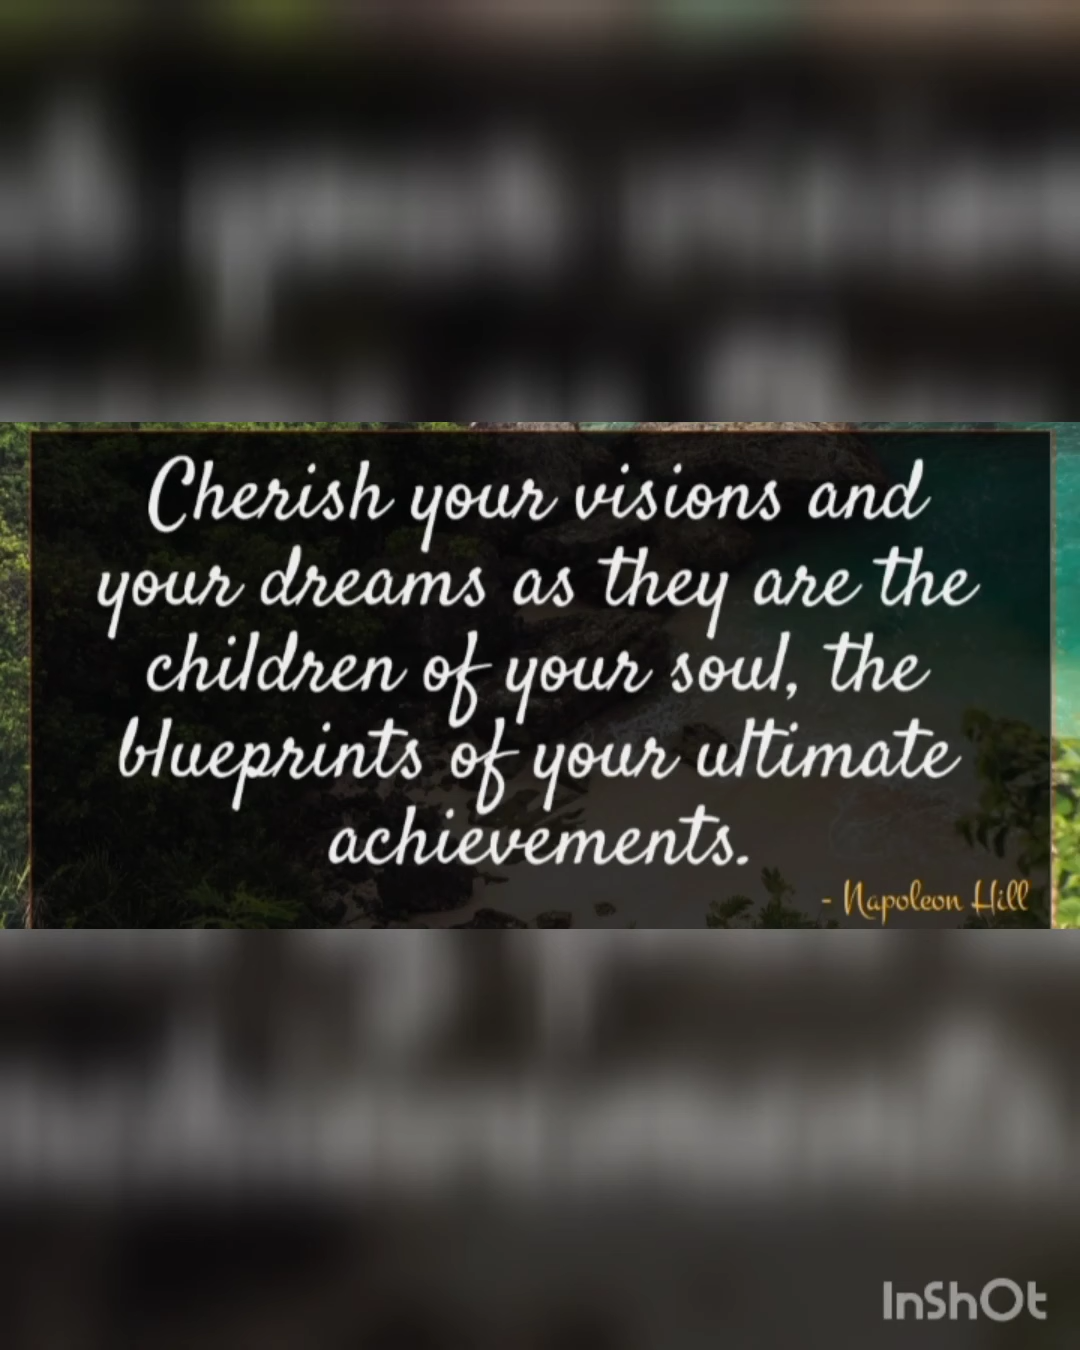 Cherish your visions and
your dreams as they are the
children of your soul, the
blueprints of your ultimate
achievements.
- Napoleon Hill
InShOt